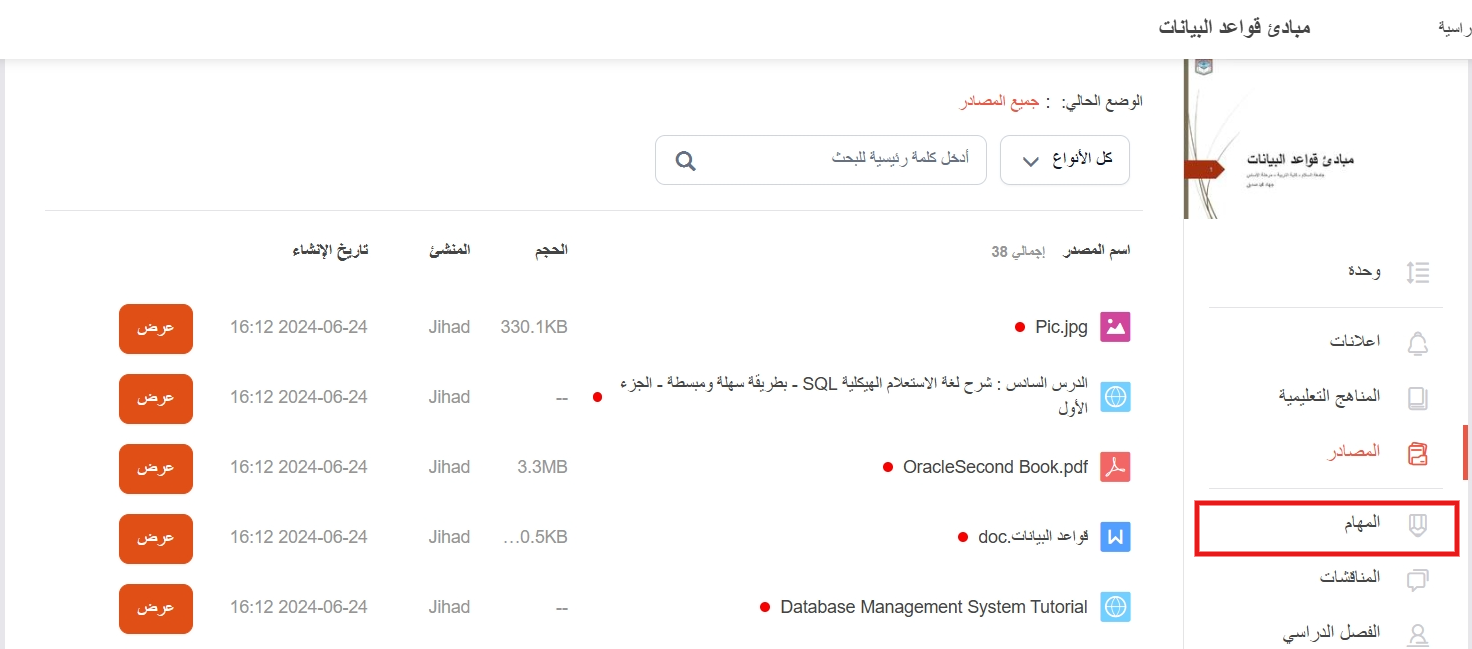 راسية
مبادئ قواعد البيانات
مبادئ قواعد البيانات
وحدة
اعلانات
المناهج التعليمية
المصادر
المهام
المناقشات
الفصل الدراسي
الوضع الحالي: : جميع المصادر
كل الأنواع
أدخل كلمة رئيسية للبحث
اسم المصدر إجمالي 38 الحجم المنشئ تاريخ الإنشاء
Pic.jpg 330.1KB Jihad 2024-06-24 16:12 عرض
الدرس السادس : شرح لغة الاستعلام الهيكلية SQL - بطريقة سهلة ومبسطة - الجزء
الأول
-- Jihad 2024-06-24 16:12 عرض
OracleSecond Book.pdf 3.3MB Jihad 2024-06-24 16:12 عرض
قواعد البيانات.doc 0.5KB... Jihad 2024-06-24 16:12 عرض
Database Management System Tutorial -- Jihad 2024-06-24 16:12 عرض